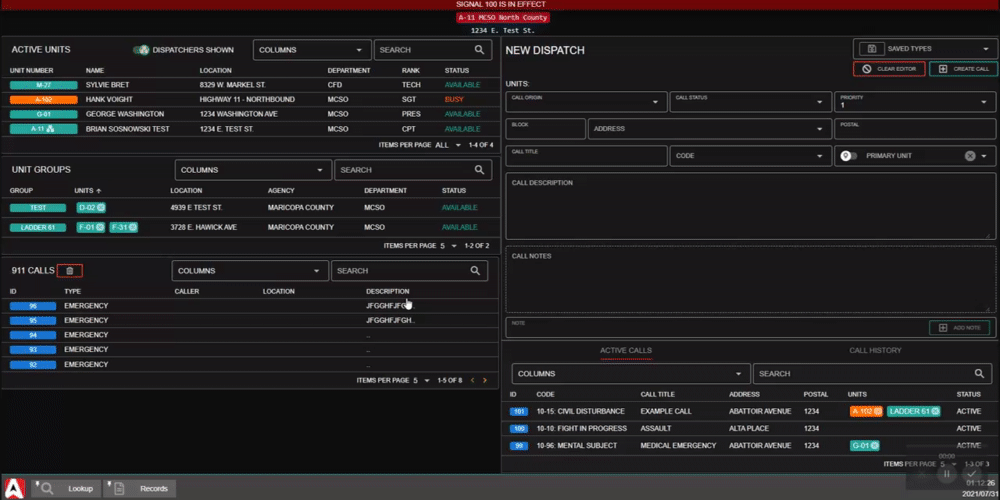 SIGNAL 100 IS IN EFFECT
A-11 MCSO North County
1234 E. Test St.
ACTIVE UNITS
DISPATCHERS SHOWN
COLUMNS
SEARCH
UNIT NUMBER NAME LOCATION DEPARTMENT RANK STATUS
M-27 SYLVIE BRET 8329 W. MARKEL ST. CFD TECH AVAILABLE
A-102 HANK VOIGHT HIGHWAY 11 - NORTHBOUND MCSO SGT BUSY
G-01 GEORGE WASHINGTON 1234 WASHINGTON AVE MCSO PRES AVAILABLE
A-11 BRIAN SOSNOWSKI TEST 1234 E. TEST ST. MCSO CPT AVAILABLE
ITEMS PER PAGE ALL 1-4 OF 4
UNIT GROUPS
COLUMNS
SEARCH
GROUP UNITS LOCATION AGENCY DEPARTMENT STATUS
TEST D-02 4939 E TEST ST. MARICOPA COUNTY MCSO AVAILABLE
LADDER 61 F-01 F-31 3728 E. HAWICK AVE MARICOPA COUNTY MCSO AVAILABLE
ITEMS PER PAGE 5 1-2 OF 2
911 CALLS
COLUMNS
SEARCH
ID TYPE CALLER LOCATION DESCRIPTION
96 EMERGENCY JFGGHFJFG
95 EMERGENCY JFGGHFJFGH..
94 EMERGENCY ..
93 EMERGENCY ..
92 EMERGENCY ..
ITEMS PER PAGE 5 1-5 OF 8
NEW DISPATCH
SAVED TYPES
CLEAR EDITOR
CREATE CALL
UNITS:
CALL ORIGIN
CALL STATUS
PRIORITY
1
BLOCK
ADDRESS
POSTAL
CALL TITLE
CODE
PRIMARY UNIT
CALL DESCRIPTION
CALL NOTES
NOTE
ADD NOTE
ACTIVE CALLS
CALL HISTORY
COLUMNS
SEARCH
ID CODE CALL TITLE ADDRESS POSTAL UNITS STATUS
101 10-15: CIVIL DISTURBANCE EXAMPLE CALL ABATTOIR AVENUE 1234 A-102 LADDER 61 ACTIVE
100 10-10: FIGHT IN PROGRESS ASSAULT ALTA PLACE 1234 ACTIVE
99 10-96: MENTAL SUBJECT MEDICAL EMERGENCY ABATTOIR AVENUE 1234 G-01 ACTIVE
00:00
ITEMS PER PAGE 5 1-3 OF 3
Lookup
Records
01:12:26
2021/07/31